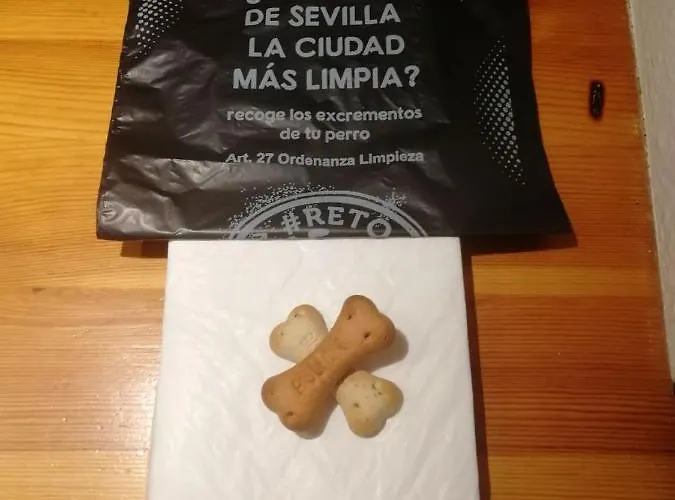 DE SEVILLA
LA CIUDAD
MÁS LIMPIA?
recoge los excrementos
de tu perro
Art. 27 Ordenanza Limpieza
#RETO